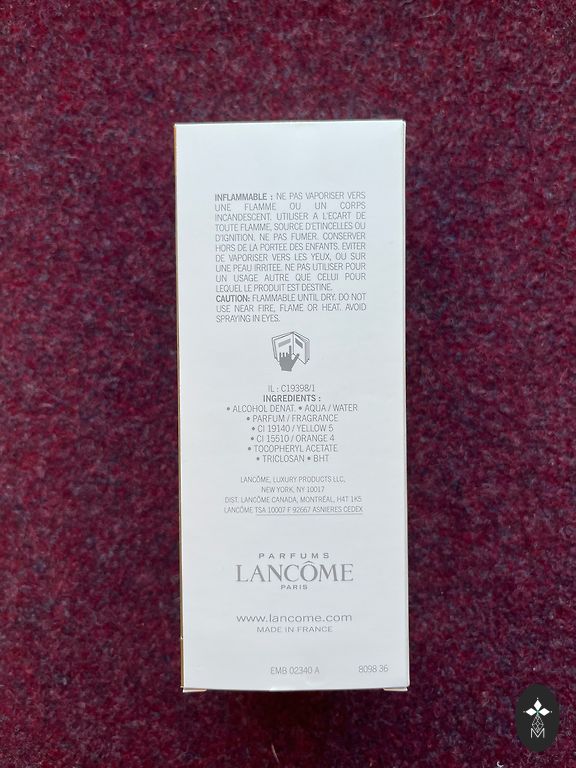 INFLAMMABLE : NE PAS VAPORISER VERS
UNE FLAMME OU UN CORPS
INCANDESCENT. UTILISER A L'ECART DE
TOUTE FLAMME, SOURCE D'ETINCELLES OU
D'IGNITION. NE PAS FUMER. CONSERVER
HORS DE LA PORTEE DES ENFANTS. EVITER
DE VAPORISER VERS LES YEUX, OU SUR
UNE PEAU IRRITEE. NE PAS UTILISER POUR
UN USAGE AUTRE QUE CELUI POUR
LEQUEL LE PRODUIT EST DESTINE.
CAUTION: FLAMMABLE UNTIL DRY. DO NOT
USE NEAR FIRE, FLAME OR HEAT. AVOID
SPRAYING IN EYES.
IL : C19398/1
INGREDIENTS :
• ALCOHOL DENAT. • AQUA / WATER
• PARFUM / FRAGRANCE
• CI 19140 / YELLOW 5
• CI 15510 / ORANGE 4
• TOCOPHERYL ACETATE
• TRICLOSAN • BHT
LANCÔME, LUXURY PRODUCTS LLC,
NEW YORK, NY 10017
DIST. LANCÔME CANADA, MONTRÉAL, H4T 1K5
LANCÔME TSA 10007 F 92667 ASNIERES CEDEX
PARFUMS
LANCÔME
PARIS
www.lancome.com
MADE IN FRANCE
EMB 02340 A 8098 36
M